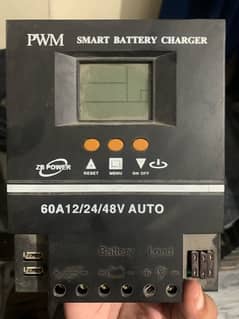 PWM SMART BATTERY CHARGER
ZB POWER
RESET MENU ON OFF
60A12/24/48V AUTO
Battery Load